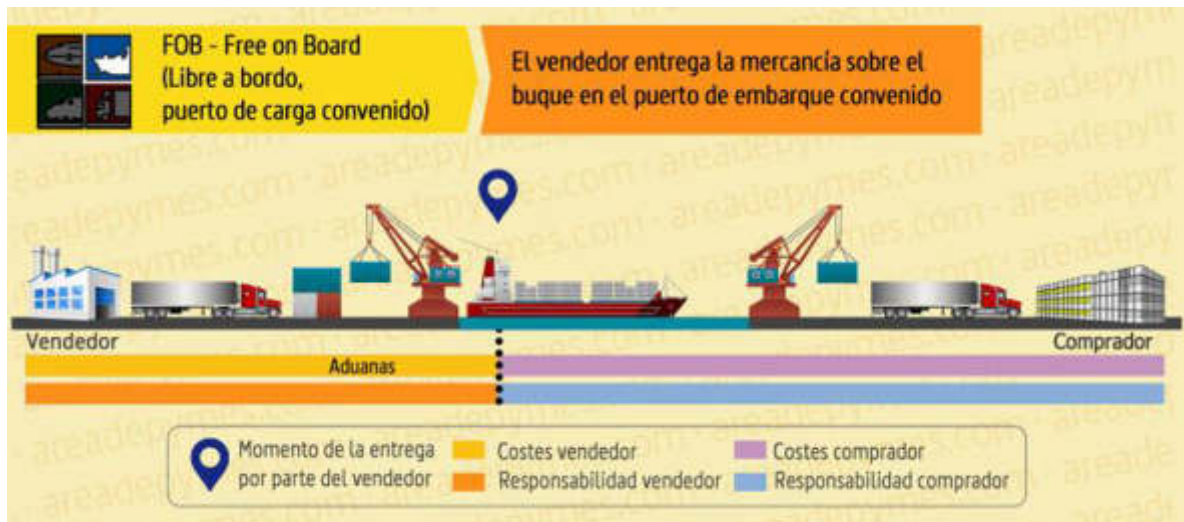 FOB - Free on Board
(Libre a bordo,
puerto de carga convenido)
El vendedor entrega la mercancía sobre el
buque en el puerto de embarque convenido
Vendedor
Comprador
Aduanas
Momento de la entrega
por parte del vendedor
Costes vendedor
Responsabilidad vendedor
Costes comprador
Responsabilidad comprador
areadepymes.com